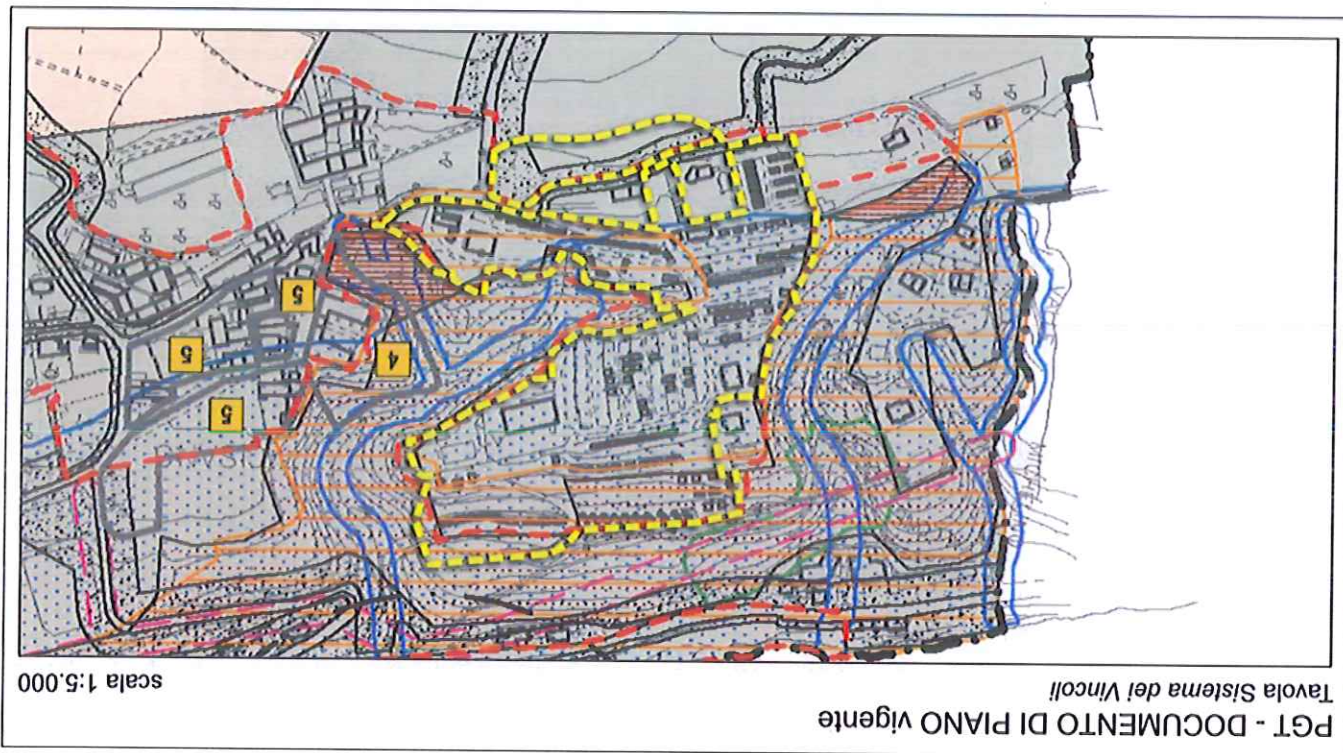 PGT - DOCUMENTO DI PIANO vigente
Tavola Sistema dei Vincoli
scala 1:5.000
5
5
4
5